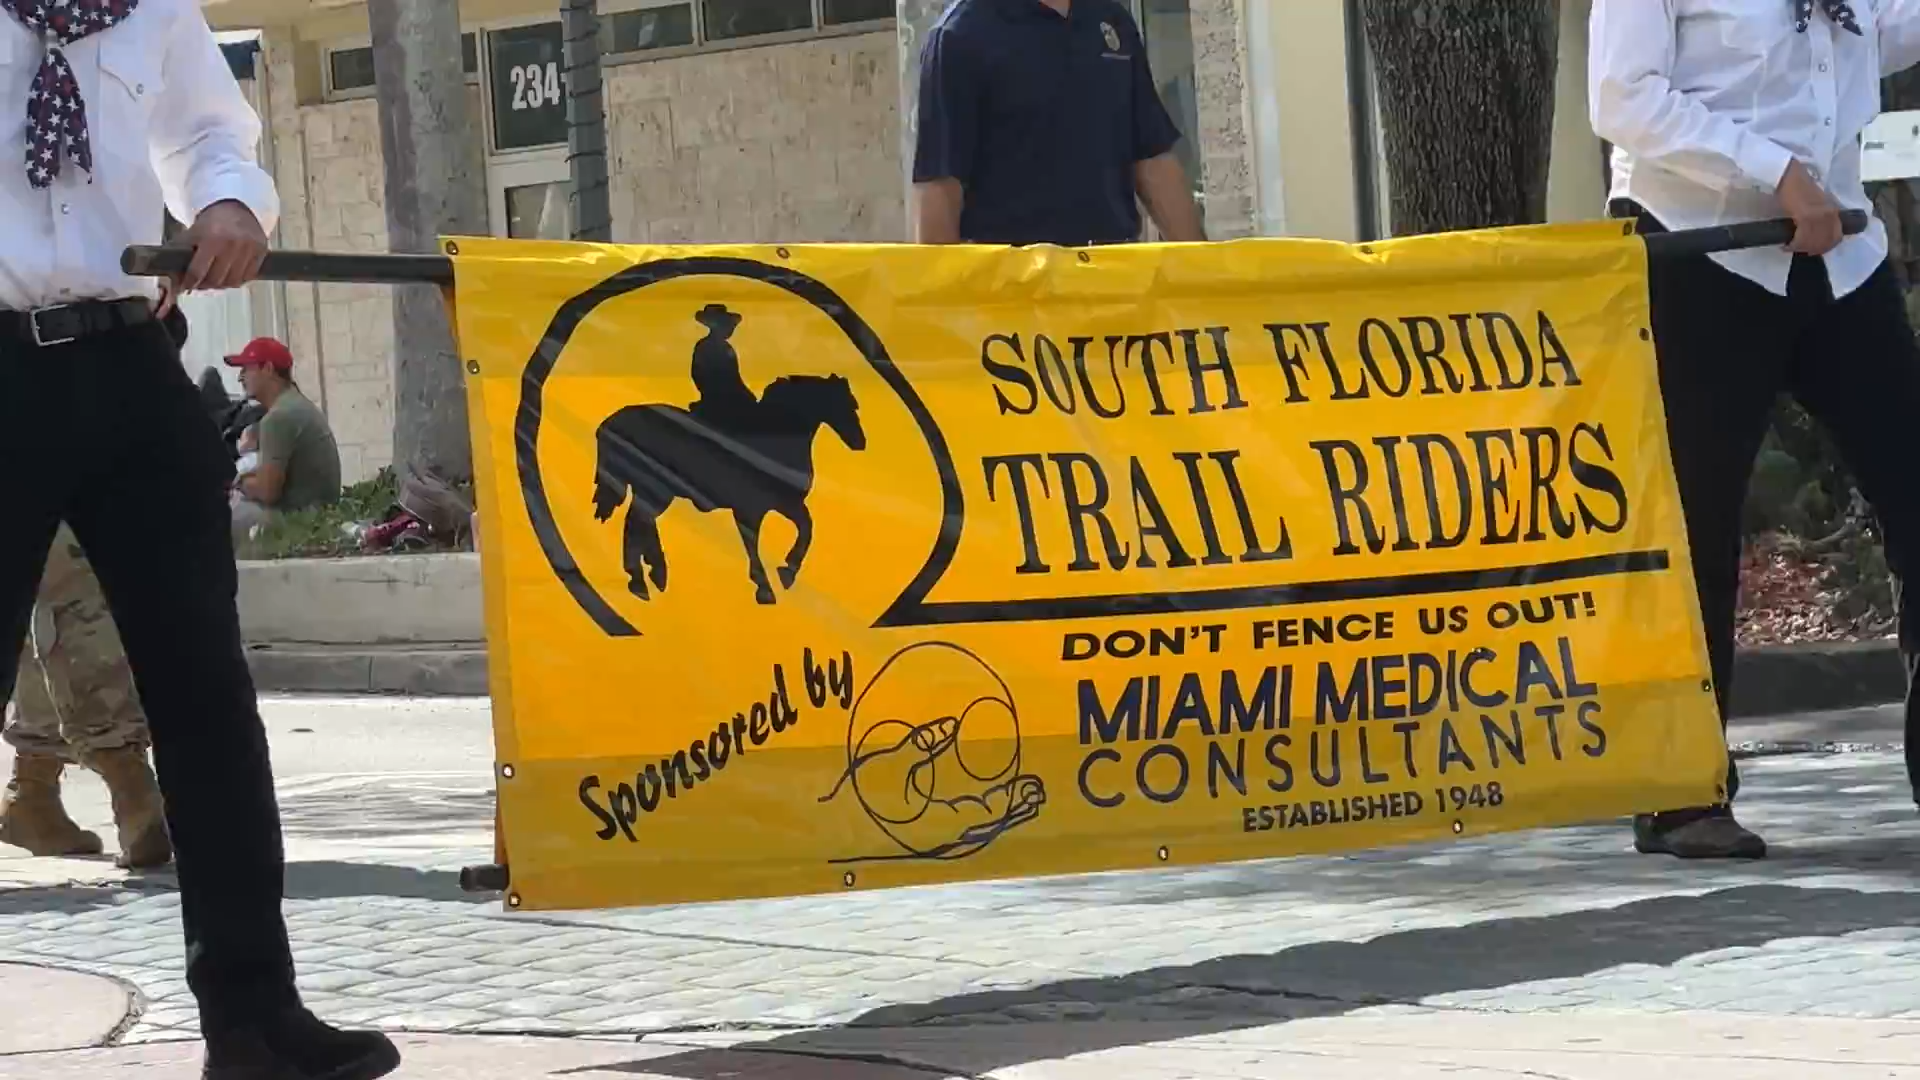 234
SOUTH FLORIDA
TRAIL RIDERS
DON'T FENCE US OUT!
Sponsored by
MIAMI MEDICAL
CONSULTANTS
ESTABLISHED 1948